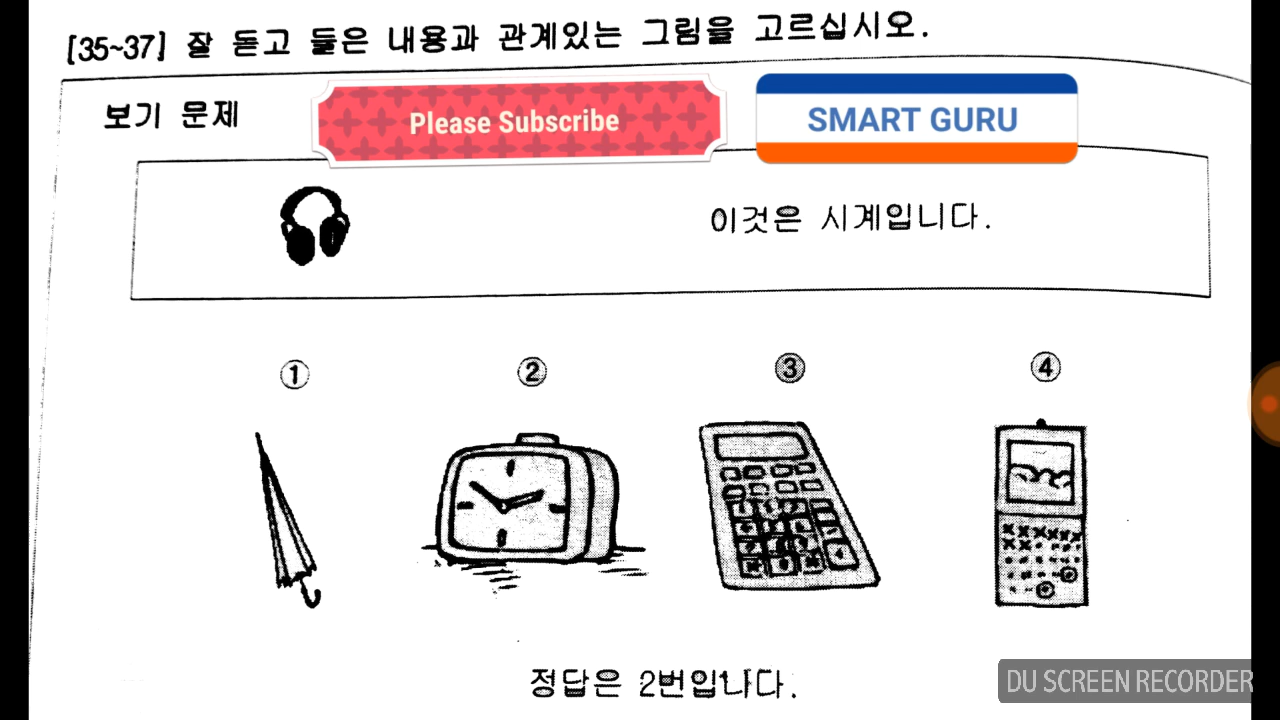 [35~37] 잘 듣고 들은 내용과 관계있는 그림을 고르십시오.
보기 문제
Please Subscribe
SMART GURU
이것은 시계입니다.
① ② ③ ④
정답은 2번입니다.
DU SCREEN RECORDER